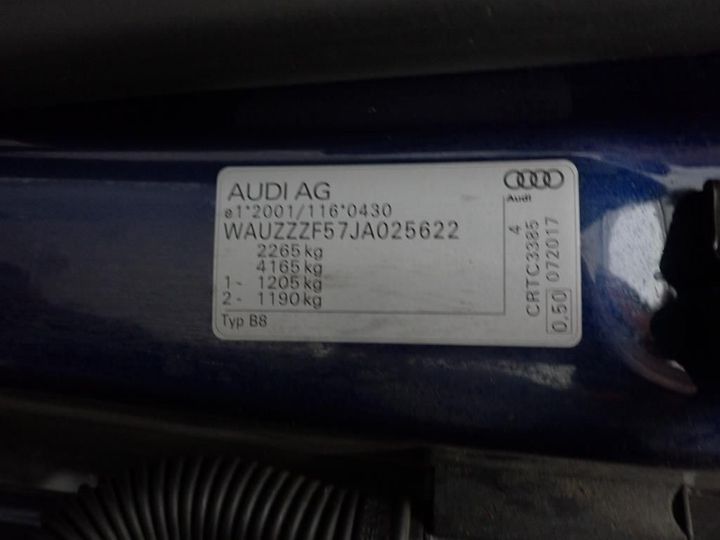 AUDI AG
Audi
e1*2001/116*0430
WAUZZZF57JA025622
2265 kg
4165 kg
1- 1205 kg
2- 1190 kg
Typ B8
4
CRTC3385
0,50 072017